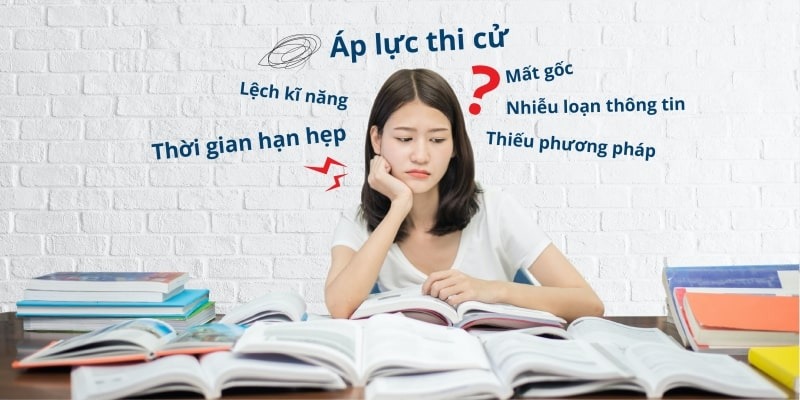 Áp lực thi cử
Lệch kĩ năng
Thời gian hạn hẹp
?
Mất gốc
Nhiễu loạn thông tin
Thiếu phương pháp